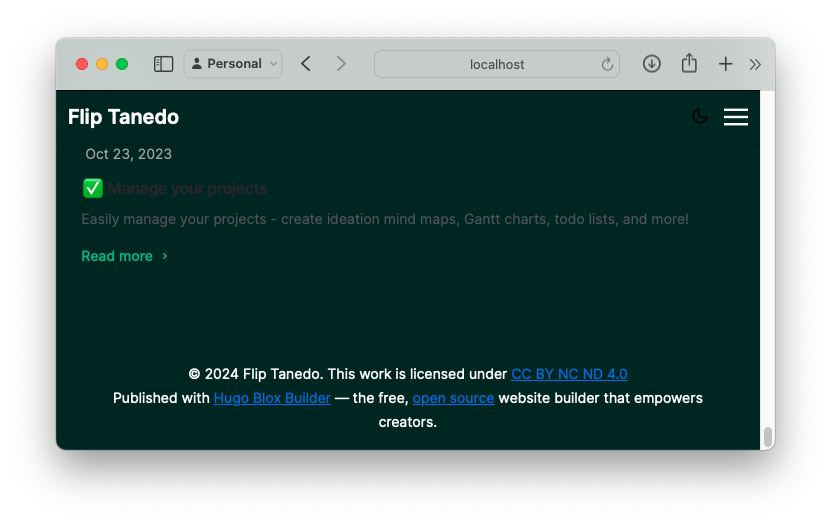 Personal
localhost
Flip Tanedo
Oct 23, 2023
✅ Manage your projects
Easily manage your projects - create ideation mind maps, Gantt charts, todo lists, and more!
Read more
© 2024 Flip Tanedo. This work is licensed under CC BY NC ND 4.0
Published with Hugo Blox Builder — the free, open source website builder that empowers
creators.